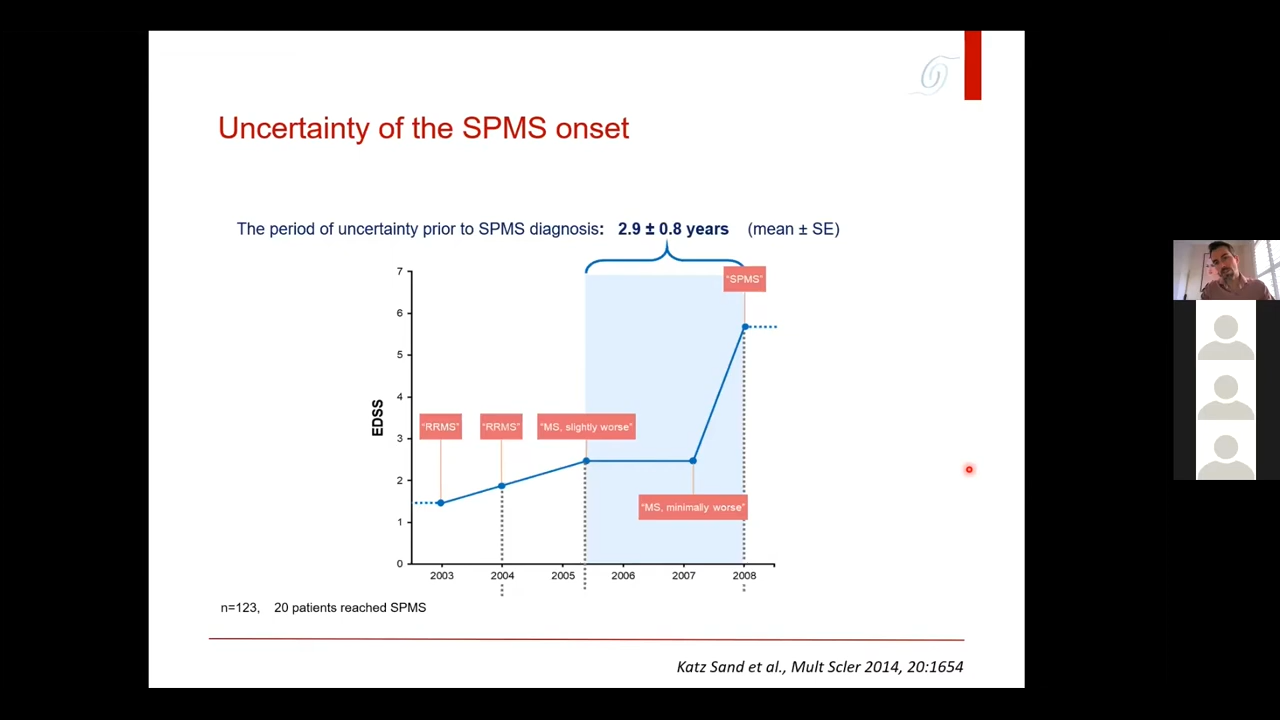 Uncertainty of the SPMS onset
The period of uncertainty prior to SPMS diagnosis: 2.9 ± 0.8 years (mean ± SE)
7
"SPMS"
6
5
4
EDSS
"RRMS"
"RRMS"
"MS, slightly worse"
3
2
"MS, minimally worse"
1
0
2003 2004 2005 2006 2007 2008
n=123, 20 patients reached SPMS
Katz Sand et al., Mult Scler 2014, 20:1654